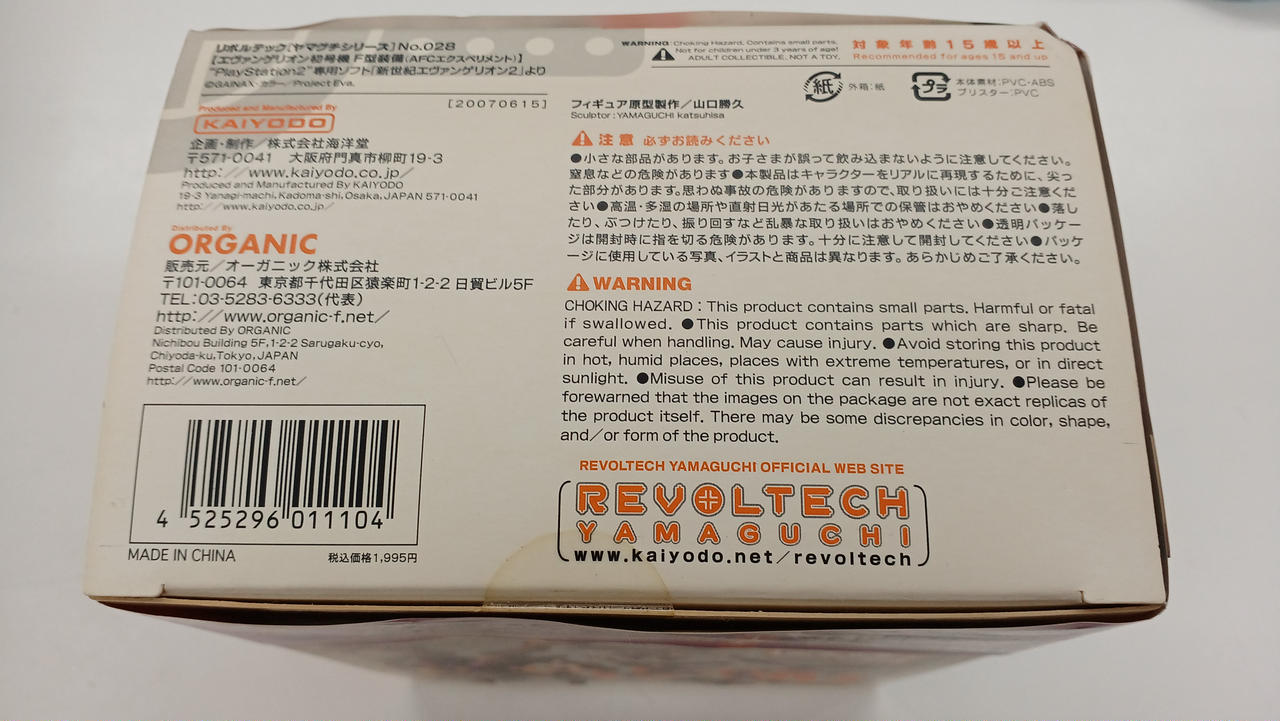 リボルテック[ヤマグチシリーズ] No.028
【エヴァンゲリオン初号機 F型装備(AFCエクスペリメント)】
"PlayStation2"専用ソフト「新世紀エヴァンゲリオン2」より
©GAINAX・カラー/Project Eva.
WARNING: Choking Hazard. Contains small parts.
Not for children under 3 years of age!
ADULT COLLECTIBLE, NOT A TOY.
対象年齢15歳以上
Recommended for ages 15 and up
紙
外箱:紙
プラ
本体素材:PVC・ABS
ブリスター:PVC
[20070615]
Produced and Manufactured By
KAIYODO
企画・制作/株式会社海洋堂
〒571-0041 大阪府門真市柳町19-3
http://www.kaiyodo.co.jp/
Produced and Manufactured By KAIYODO
19-3 Yanagi-machi, Kadoma-shi, Osaka, JAPAN 571-0041
http://www.kaiyodo.co.jp/
Distributed By
ORGANIC
販売元/オーガニック株式会社
〒101-0064 東京都千代田区猿楽町1-2-2 日貿ビル5F
TEL:03-5283-6333(代表)
http://www.organic-f.net/
Distributed By ORGANIC
Nichibou Building 5F, 1-2-2 Sarugaku-cyo,
Chiyoda-ku, Tokyo, JAPAN
Postal Code 101-0064
http://www.organic-f.net/
4 525296 011104
MADE IN CHINA
税込価格1,995円
フィギュア原型製作/山口勝久
Sculptor:YAMAGUCHI katsuhisa
注意 必ずお読みください
●小さな部品があります。お子さまが誤って飲み込まないように注意してください。
窒息などの危険があります●本製品はキャラクターをリアルに再現するために、尖っ
た部分があります。思わぬ事故の危険がありますので、取り扱いには十分ご注意くだ
さい●高温・多湿の場所や直射日光があたる場所での保管はおやめください●落し
たり、ぶつけたり、振り回すなど乱暴な取り扱いはおやめください●透明パッケー
ジは開封時に指を切る危険があります。十分に注意して開封してください●パッケ
ージに使用している写真、イラストと商品は異なります。あらかじめご了承ください。
WARNING
CHOKING HAZARD : This product contains small parts. Harmful or fatal
if swallowed. ●This product contains parts which are sharp. Be
careful when handling. May cause injury. ●Avoid storing this product
in hot, humid places, places with extreme temperatures, or in direct
sunlight. ●Misuse of this product can result in injury. ●Please be
forewarned that the images on the package are not exact replicas of
the product itself. There may be some discrepancies in color, shape,
and/or form of the product.
REVOLTECH YAMAGUCHI OFFICIAL WEB SITE
REVOLTECH
YAMAGUCHI
www.kaiyodo.net/revoltech